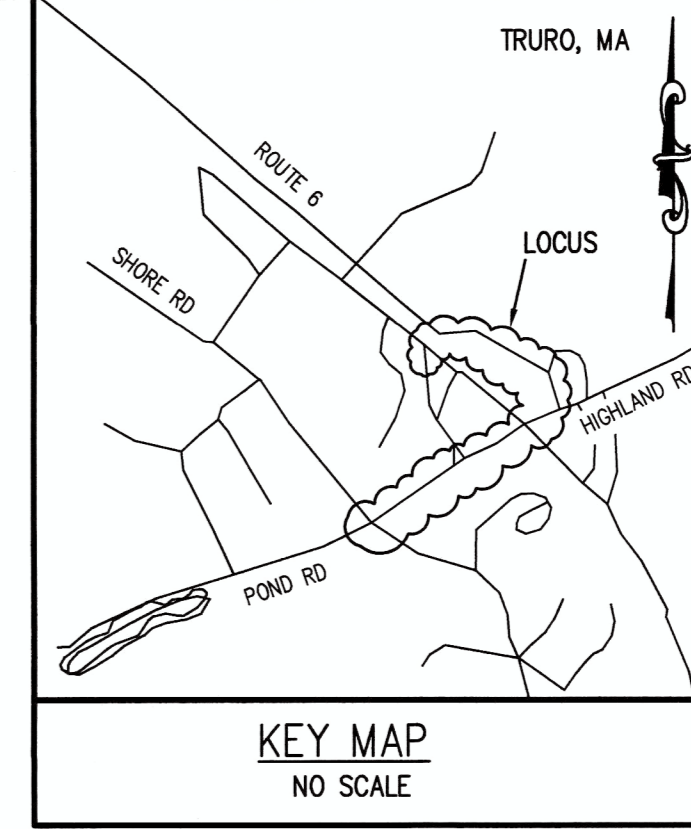 TRURO, MA
ROUTE 6
LOCUS
SHORE RD
HIGHLAND RD
POND RD
KEY MAP
NO SCALE